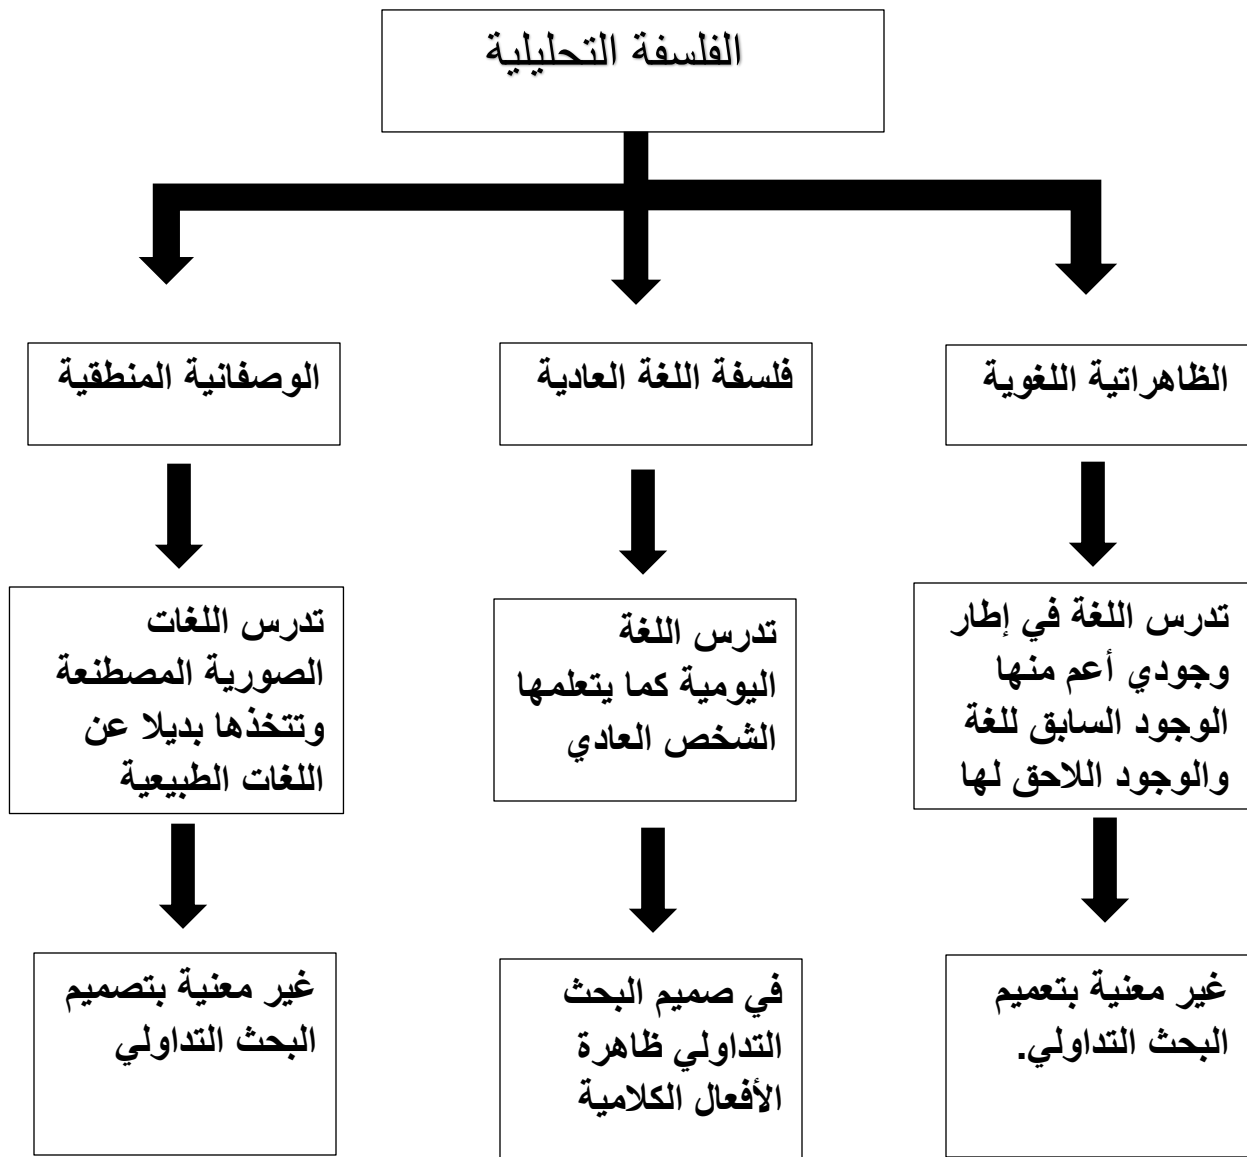 الفلسفة التحليلية
الظاهراتية اللغوية
فلسفة اللغة العادية
الوصفانية المنطقية
تدرس اللغة في إطار
وجودي أعم منها
الوجود السابق للغة
والوجود اللاحق لها
تدرس اللغة
اليومية كما يتعلمها
الشخص العادي
تدرس اللغات
الصورية المصطنعة
وتتخذها بديلا عن
اللغات الطبيعية
غير معنية بتعميم
البحث التداولي.
في صميم البحث
التداولي ظاهرة
الأفعال الكلامية
غير معنية بتصميم
البحث التداولي